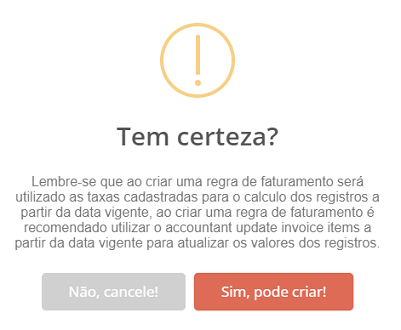 Tem certeza?
Lembre-se que ao criar uma regra de faturamento será
utilizado as taxas cadastradas para o calculo dos registros a
partir da data vigente, ao criar uma regra de faturamento é
recomendado utilizar o accountant update invoice items a
partir da data vigente para atualizar os valores dos registros.
Não, cancele! Sim, pode criar!